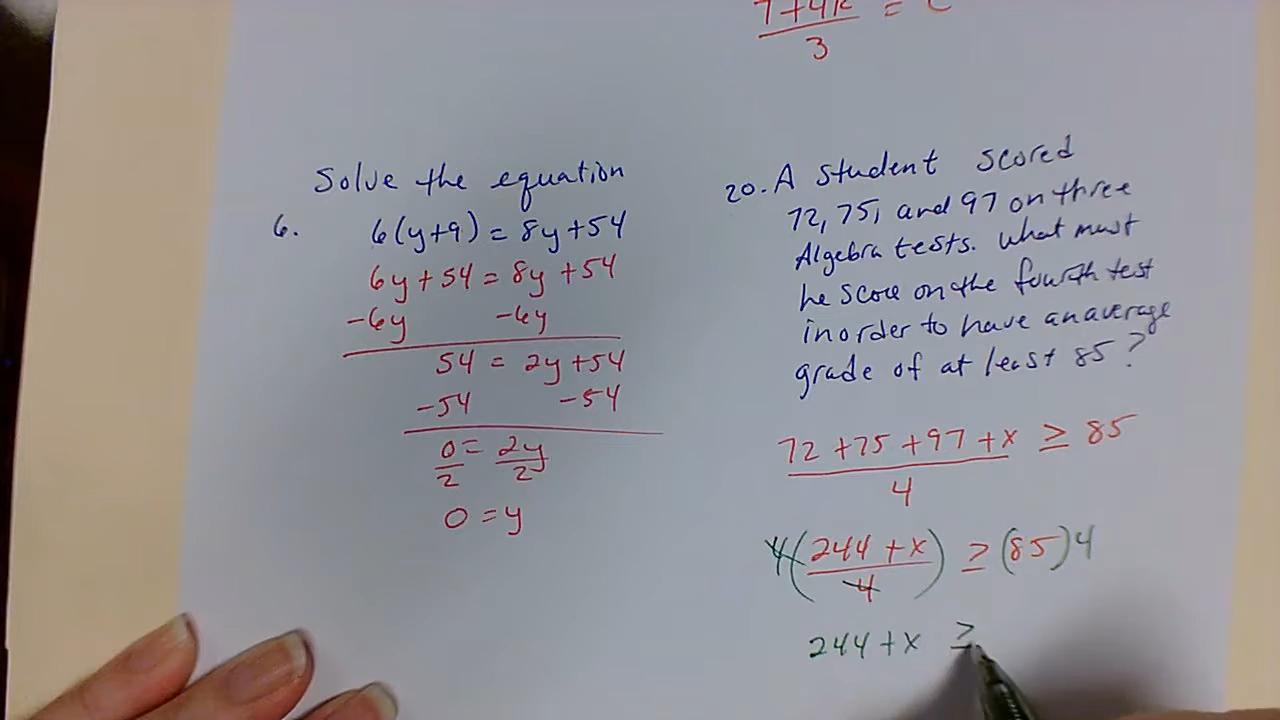 7+4k = c
3
Solve the equation
6. 6(y+9) = 8y+54
6y+54 = 8y+54
-6y -6y
54 = 2y+54
-54 -54
0 = 2y
2 2
0 = y
20. A student scored
72, 75, and 97 on three
Algebra tests. What must
he score on the fourth test
in order to have an average
grade of at least 85?
72+75+97+x ≥ 85
4
4(244+x) ≥ (85)4
4
244+x ≥